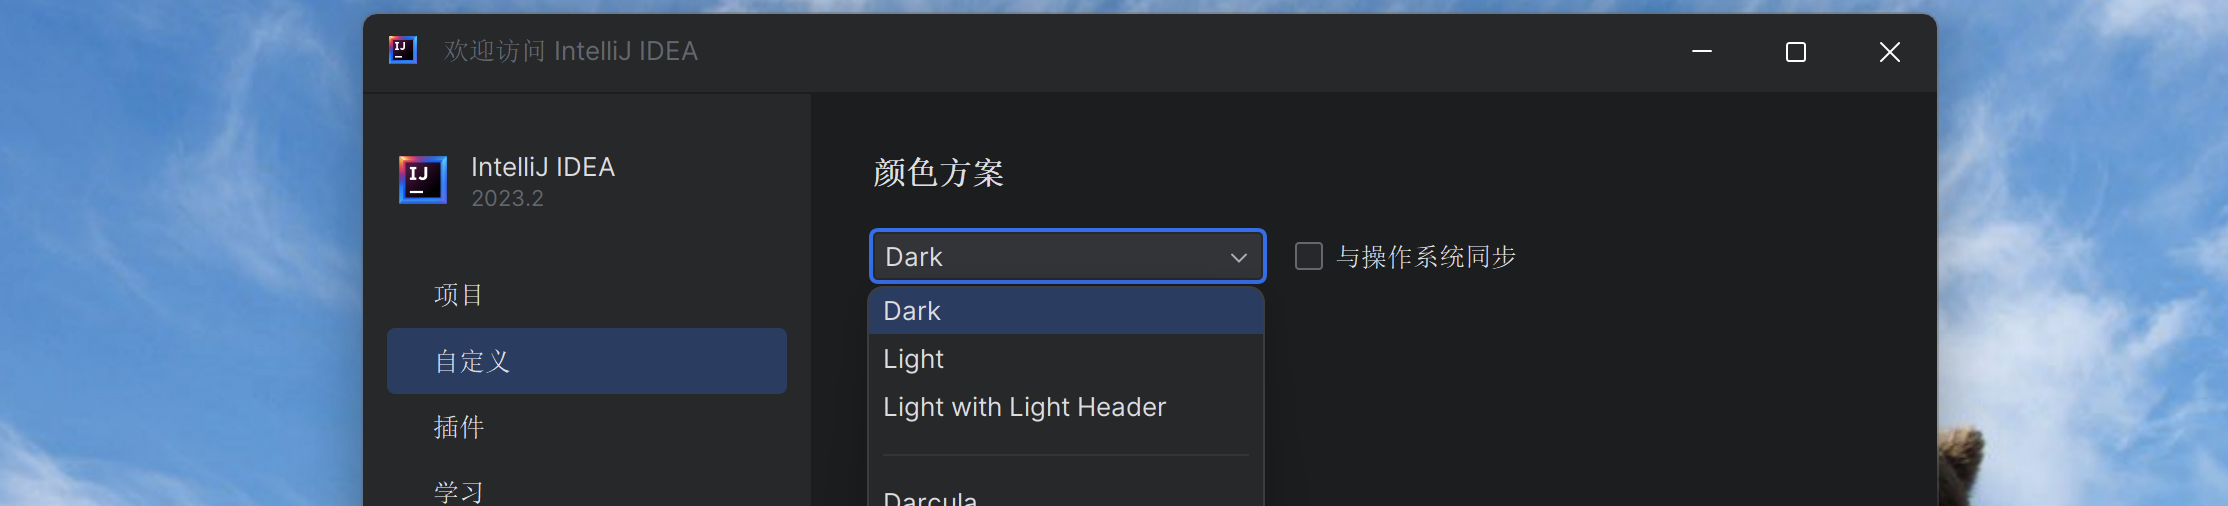 欢迎访问 IntelliJ IDEA
IntelliJ IDEA
2023.2
项目
自定义
插件
学习
颜色方案
Dark
与操作系统同步
Dark
Light
Light with Light Header
Darcula